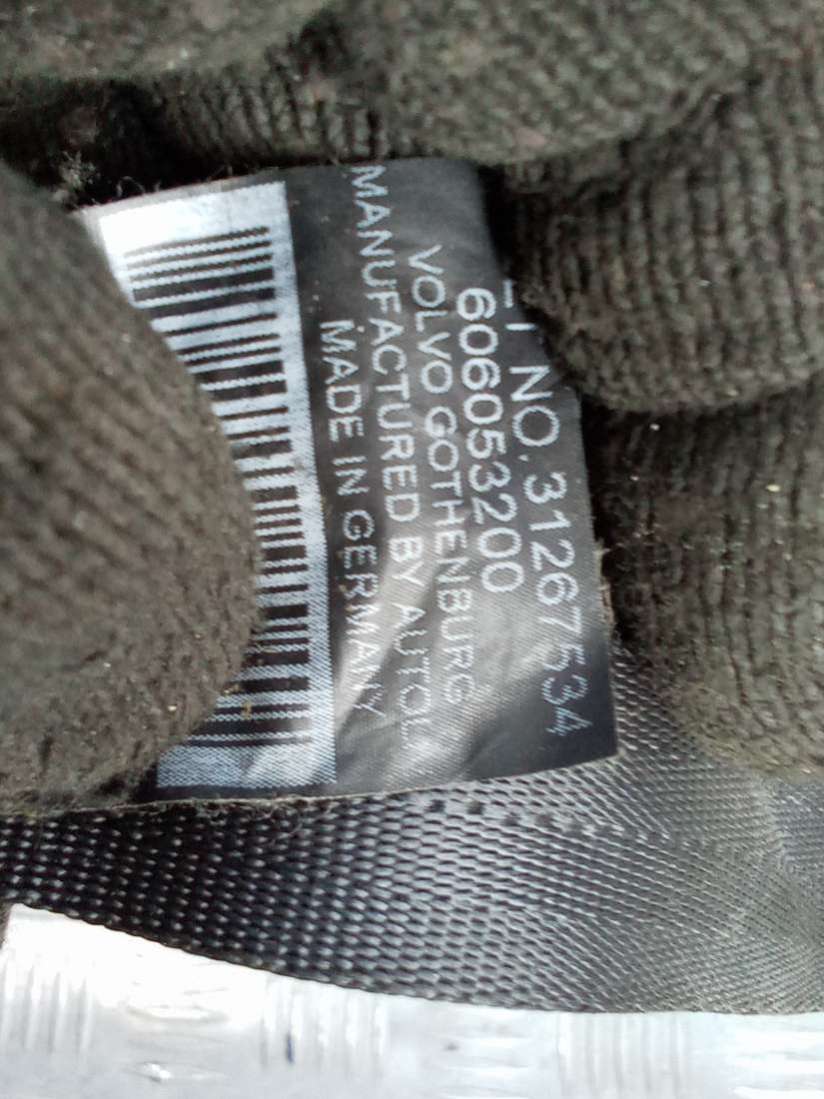 NO. 31267534
606053200
VOLVO GOTHENBURG
MANUFACTURED BY AUTOL
MADE IN GERMANY